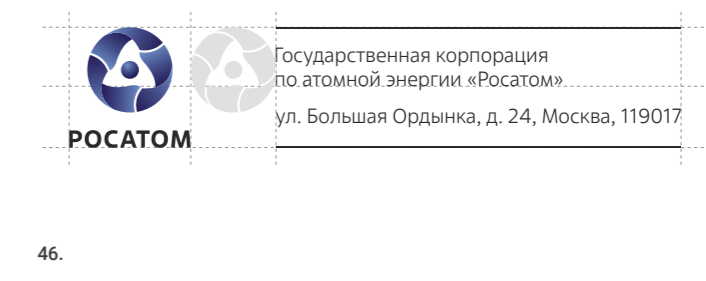 Государственная корпорация
по атомной энергии «Росатом»
ул. Большая Ордынка, д. 24, Москва, 119017
РОСАТОМ
46.